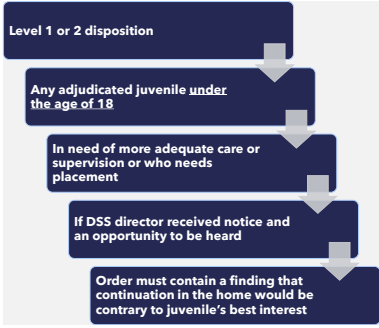 Level 1 or 2 disposition
Any adjudicated juvenile under
the age of 18
In need of more adequate care or
supervision or who needs
placement
If DSS director received notice and
an opportunity to be heard
Order must contain a finding that
continuation in the home would be
contrary to juvenile's best interest